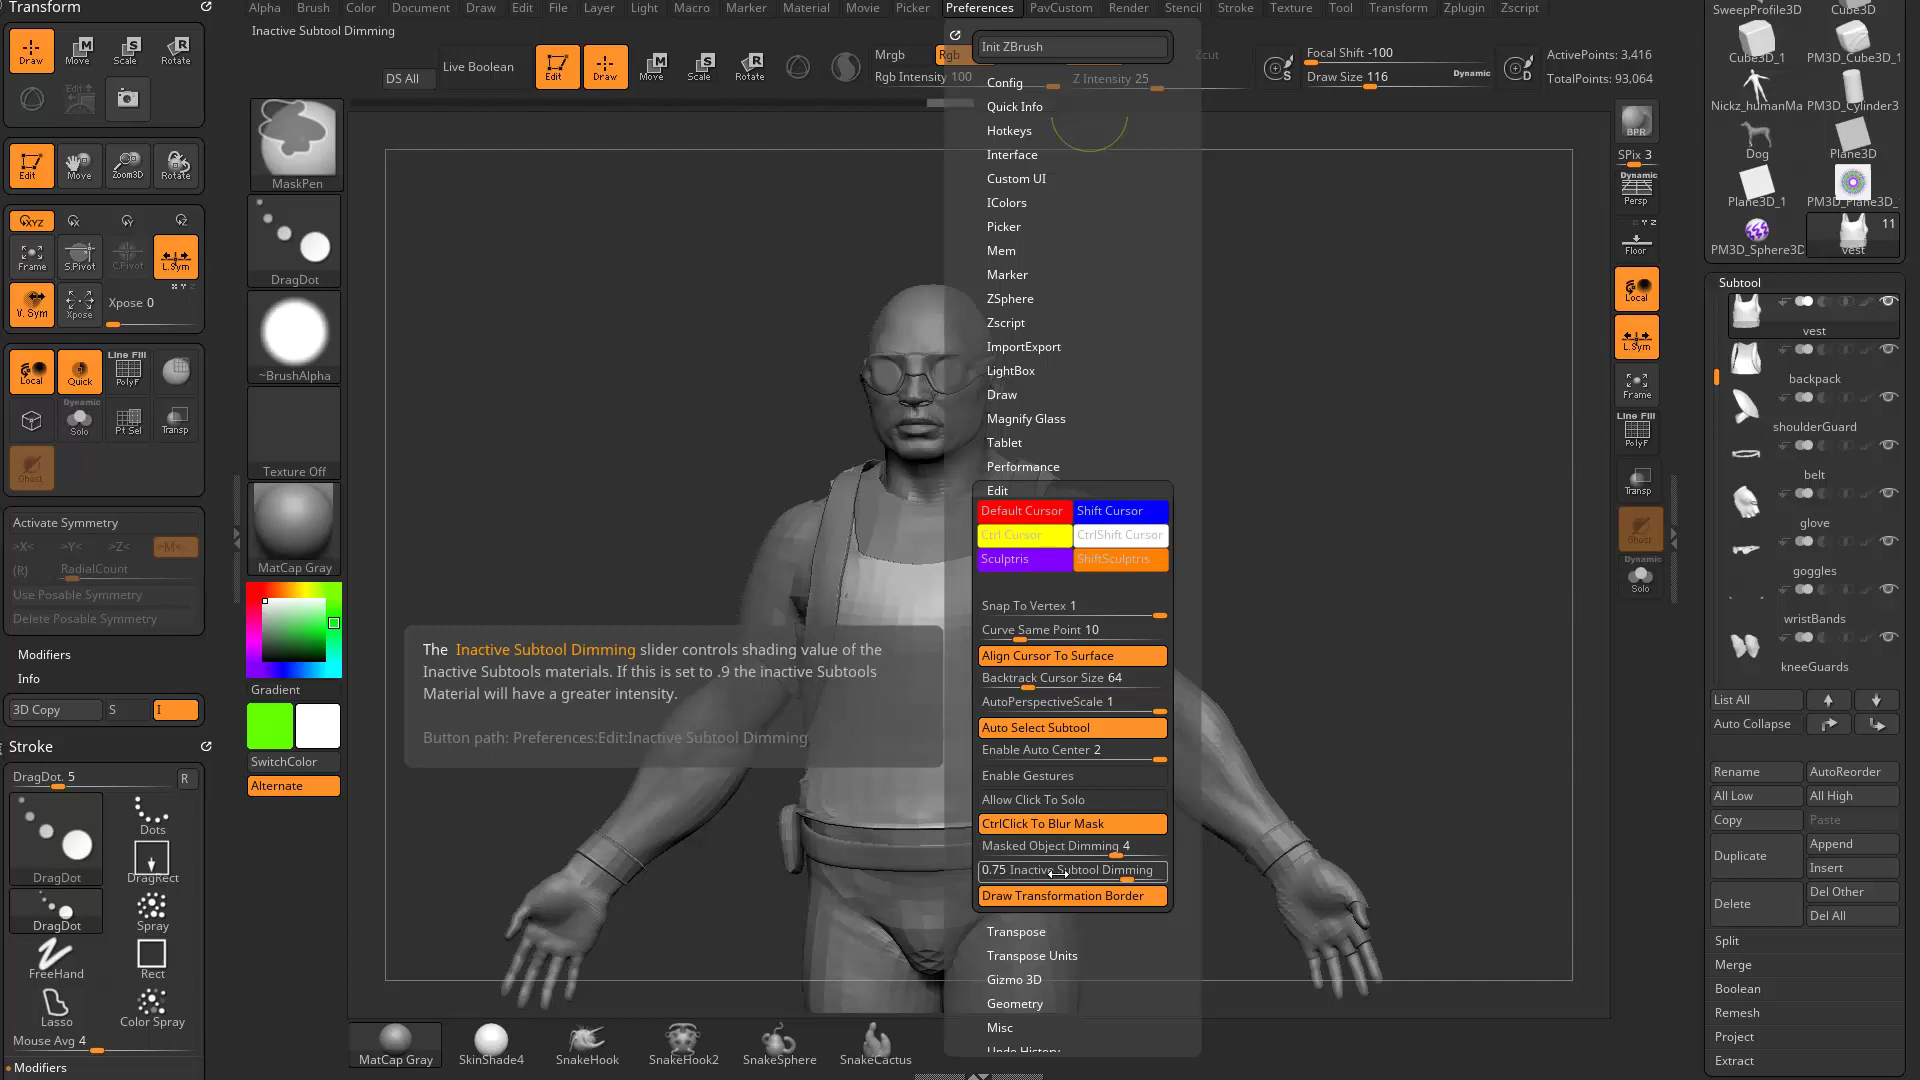 Transform
Alpha Brush Color Document Draw Edit File Layer Light Macro Marker Material Movie Picker Preferences PavCustom Render Stencil Stroke Texture Tool Transform Zplugin Zscript
Inactive Subtool Dimming
Draw Move Scale Rotate
DS All
Live Boolean
Edit Draw Move Scale Rotate
Mrgb Rgb
Rgb Intensity 100
Zcut
Z Intensity 25
Focal Shift -100
Draw Size 116 Dynamic
ActivePoints: 3,416
TotalPoints: 93,064
Edit Move Zoom3D Rotate
XYZ X Y Z
Frame S.Pivot C.Pivot L.Sym
V. Sym Xpose Xpose 0
Local Quick Line Fill PolyF
Dynamic Solo Pt Sel Transp
Ghost
Activate Symmetry
>X< >Y< >Z< >M<
(R) RadialCount
Use Posable Symmetry
Delete Posable Symmetry
Modifiers
Info
3D Copy S I
Stroke
DragDot. 5 R
DragDot
Dots
DragRect
DragDot
Spray
FreeHand
Rect
Lasso
Color Spray
Mouse Avg 4
Modifiers
MaskPen
DragDot
~BrushAlpha
Texture Off
MatCap Gray
Gradient
SwitchColor
Alternate
The Inactive Subtool Dimming slider controls shading value of the
Inactive Subtools materials. If this is set to .9 the inactive Subtools
Material will have a greater intensity.
Button path: Preferences:Edit:Inactive Subtool Dimming
Init ZBrush
Config
Quick Info
Hotkeys
Interface
Custom UI
IColors
Picker
Mem
Marker
ZSphere
Zscript
ImportExport
LightBox
Draw
Magnify Glass
Tablet
Performance
Edit
Default Cursor Shift Cursor
Ctrl Cursor CtrlShift Cursor
Sculptris ShiftSculptris
Snap To Vertex 1
Curve Same Point 10
Align Cursor To Surface
Backtrack Cursor Size 64
AutoPerspectiveScale 1
Auto Select Subtool
Enable Auto Center 2
Enable Gestures
Allow Click To Solo
CtrlClick To Blur Mask
Masked Object Dimming 4
0.75 Inactive Subtool Dimming
Draw Transformation Border
Transpose
Transpose Units
Gizmo 3D
Geometry
Misc
Undo History
MatCap Gray SkinShade4 SnakeHook SnakeHook2 SnakeSphere SnakeCactus
BPR
SPix 3
Dynamic
Persp
Floor
Local
L.Sym
Frame
Line Fill
PolyF
Transp
Ghost
Dynamic
Solo
SweepProfile3D Cube3D
Cube3D_1 PM3D_Cube3D_1
Nickz_humanMa PM3D_Cylinder3
Dog Plane3D
Plane3D_1 PM3D_Plane3D_
PM3D_Sphere3D vest
11
Subtool
vest
backpack
shoulderGuard
belt
glove
goggles
wristBands
kneeGuards
List All
Auto Collapse
Rename AutoReorder
All Low All High
Copy Paste
Duplicate Append
Insert
Delete Del Other
Del All
Split
Merge
Boolean
Remesh
Project
Extract